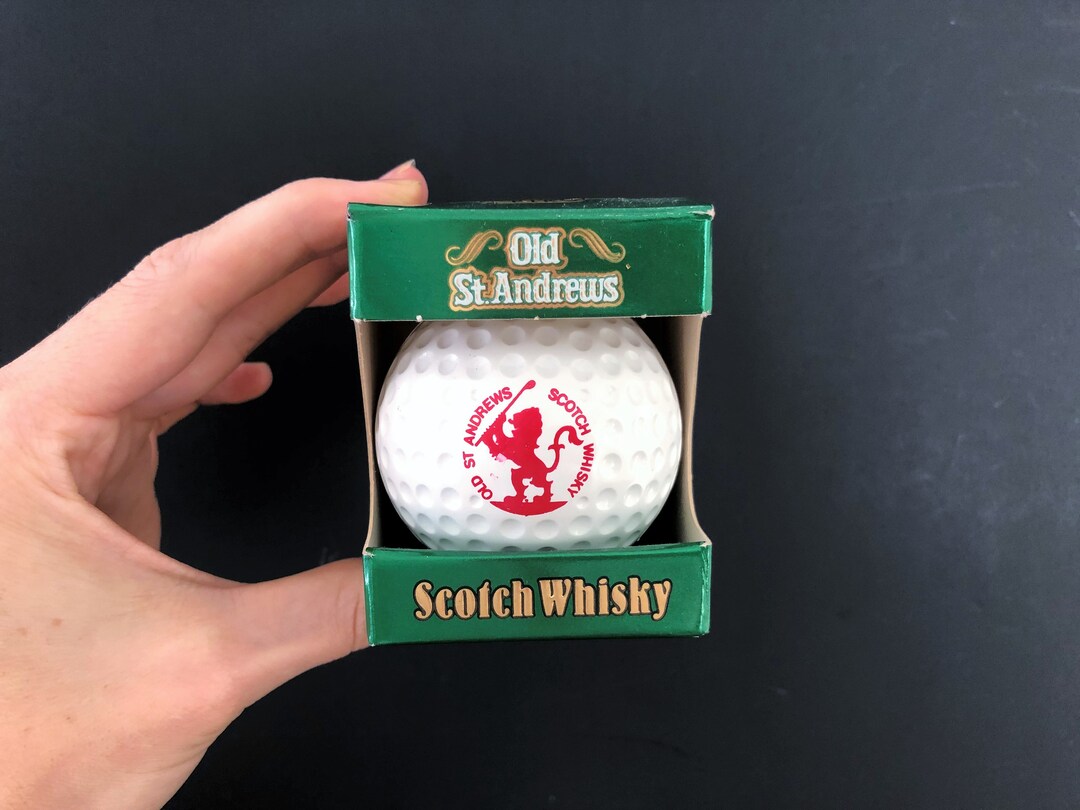 Old
St. Andrews
OLD ST ANDREWS SCOTCH WHISKY
Scotch Whisky